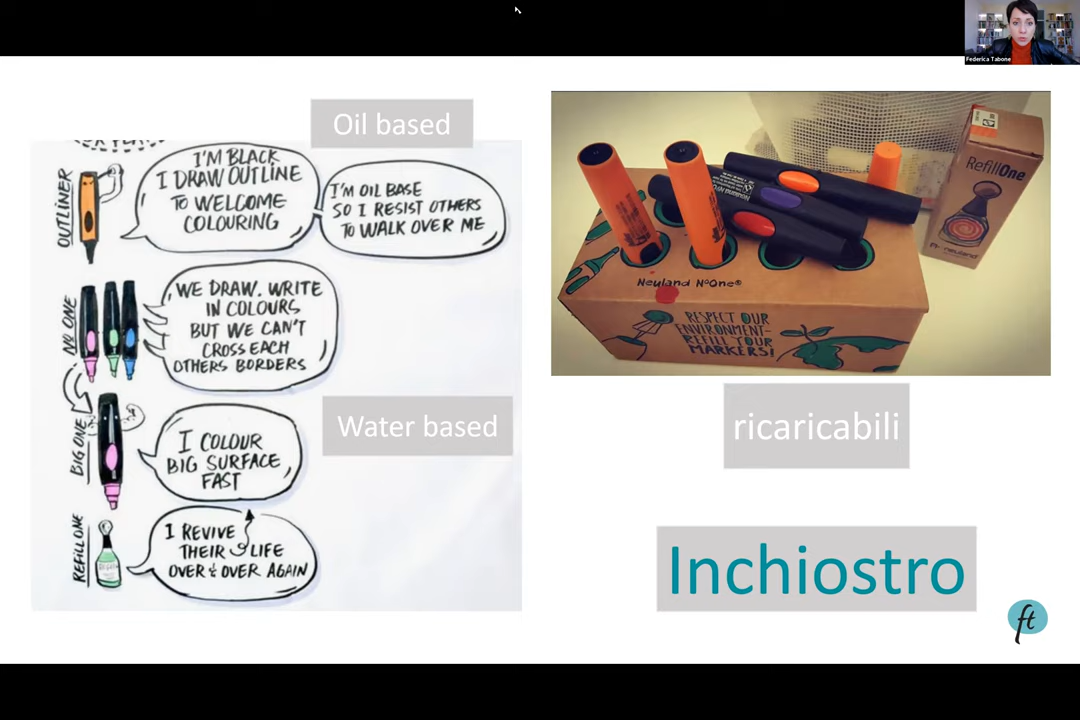 Federica Tabone
Oil based
OUTLINER
I'M BLACK
I DRAW OUTLINE
TO WELCOME
COLOURING
I'M OIL BASE
SO I RESIST OTHERS
TO WALK OVER ME
NO ONE
WE DRAW. WRITE
IN COLOURS
BUT WE CAN'T
CROSS EACH
OTHERS BORDERS
Water based
BIG ONE
I COLOUR
BIG SURFACE
FAST
REFILL ONE
I REVIVE
THEIR LIFE
OVER & OVER AGAIN
RefillOne
neuland
Neuland NºOne®
RESPECT OUR
ENVIRONMENT-
REFILL YOUR
MARKERS!
ricaricabili
Inchiostro
ft